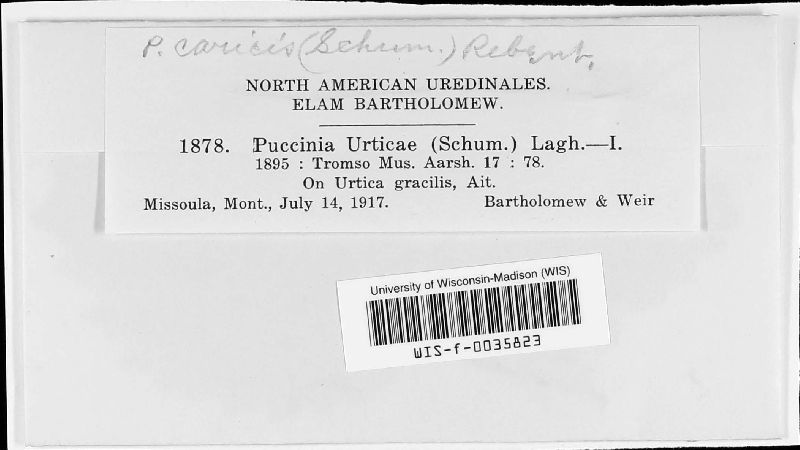 P. caricis (Schum.) Rebent.
NORTH AMERICAN UREDINALES.
ELAM BARTHOLOMEW.
1878. Puccinia Urticae (Schum.) Lagh.—I.
1895 : Tromso Mus. Aarsh. 17 : 78.
On Urtica gracilis, Ait.
Missoula, Mont., July 14, 1917. Bartholomew & Weir
University of Wisconsin-Madison (WIS)
WIS-f-0035823